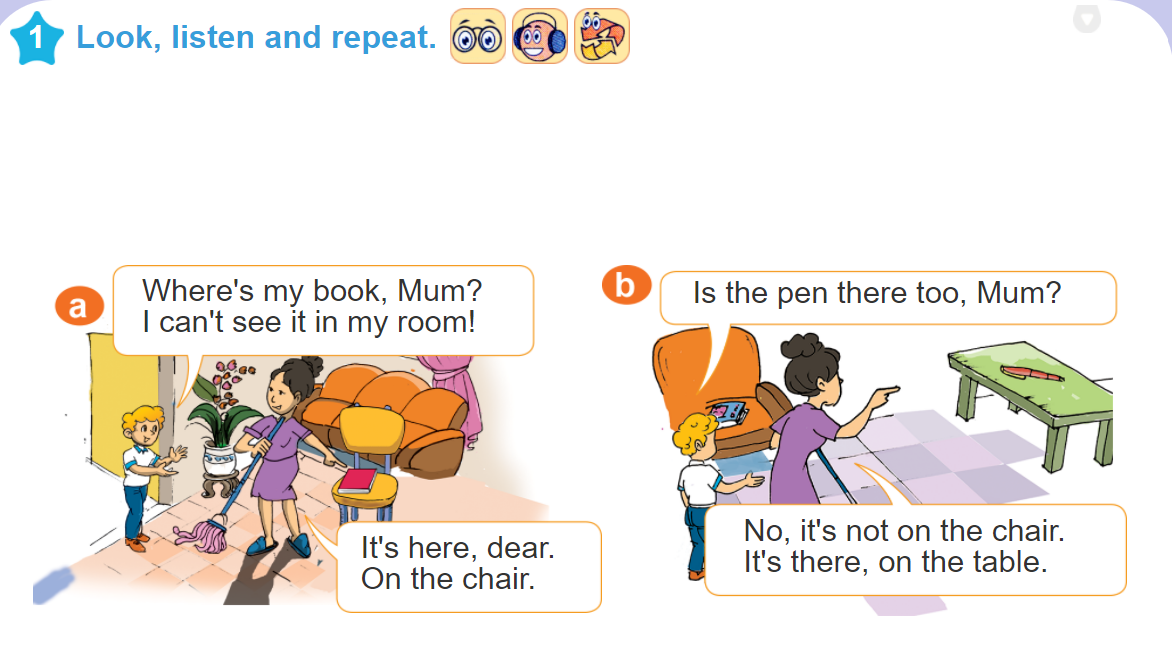 1 Look, listen and repeat.
a
Where's my book, Mum?
I can't see it in my room!
It's here, dear.
On the chair.
b
Is the pen there too, Mum?
No, it's not on the chair.
It's there, on the table.